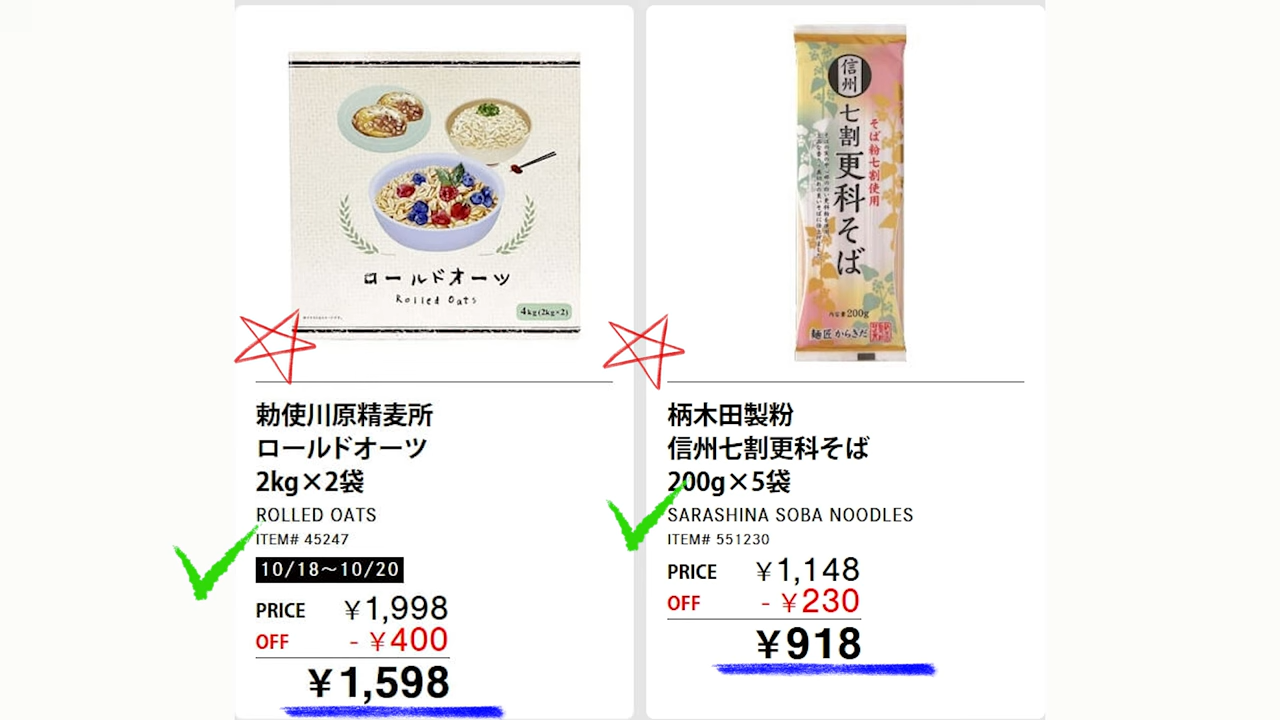 ロールドオーツ
Rolled Oats
4kg(2kg×2)
勅使川原精麦所
ロールドオーツ
2kg×2袋
ROLLED OATS
ITEM# 45247
10/18～10/20
PRICE ￥1,998
OFF - ￥400
￥1,598
信州
七割更科そば
そば粉七割使用
内容量200g
麺匠 からきだ
柄木田製粉
信州七割更科そば
200g×5袋
SARASHINA SOBA NOODLES
ITEM# 551230
PRICE ￥1,148
OFF - ￥230
￥918